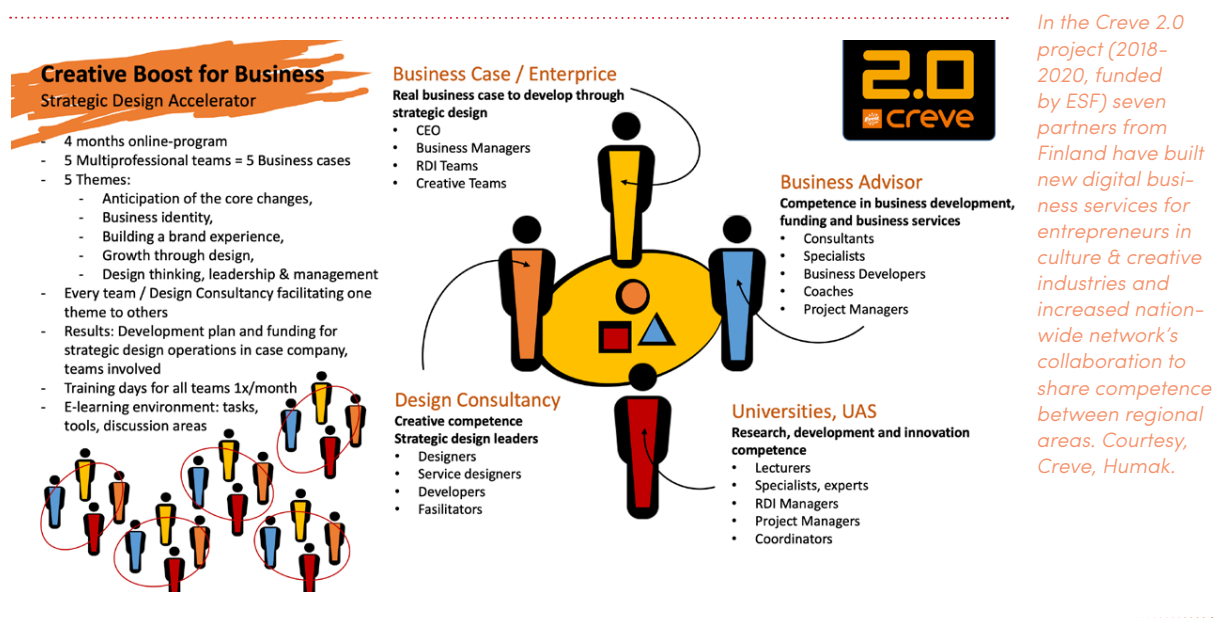 Creative Boost for Business
Strategic Design Accelerator
- 4 months online-program
- 5 Multiprofessional teams = 5 Business cases
- 5 Themes:
- Anticipation of the core changes,
- Business identity,
- Building a brand experience,
- Growth through design,
- Design thinking, leadership & management
- Every team / Design Consultancy facilitating one
theme to others
- Results: Development plan and funding for
strategic design operations in case company,
teams involved
- Training days for all teams 1x/month
- E-learning environment: tasks,
tools, discussion areas
Business Case / Enterprice
Real business case to develop through
strategic design
• CEO
• Business Managers
• RDI Teams
• Creative Teams
2.0
creve
Business Advisor
Competence in business development,
funding and business services
• Consultants
• Specialists
• Business Developers
• Coaches
• Project Managers
Design Consultancy
Creative competence
Strategic design leaders
• Designers
• Service designers
• Developers
• Fasilitators
Universities, UAS
Research, development and innovation
competence
• Lecturers
• Specialists, experts
• RDI Managers
• Project Managers
• Coordinators
In the Creve 2.0
project (2018-
2020, funded
by ESF) seven
partners from
Finland have built
new digital busi-
ness services for
entrepreneurs in
culture & creative
industries and
increased nation-
wide network's
collaboration to
share competence
between regional
areas. Courtesy,
Creve, Humak.